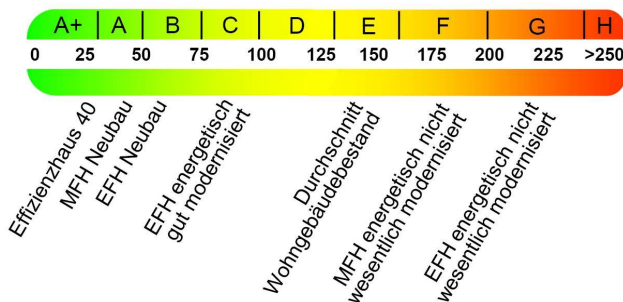 A+ A B C D E F G H
0 25 50 75 100 125 150 175 200 225 >250
Effizienzhaus 40
MFH Neubau
EFH Neubau
EFH energetisch
gut modernisiert
Durchschnitt
Wohngebäudebestand
MFH energetisch nicht
wesentlich modernisiert
EFH energetisch nicht
wesentlich modernisiert